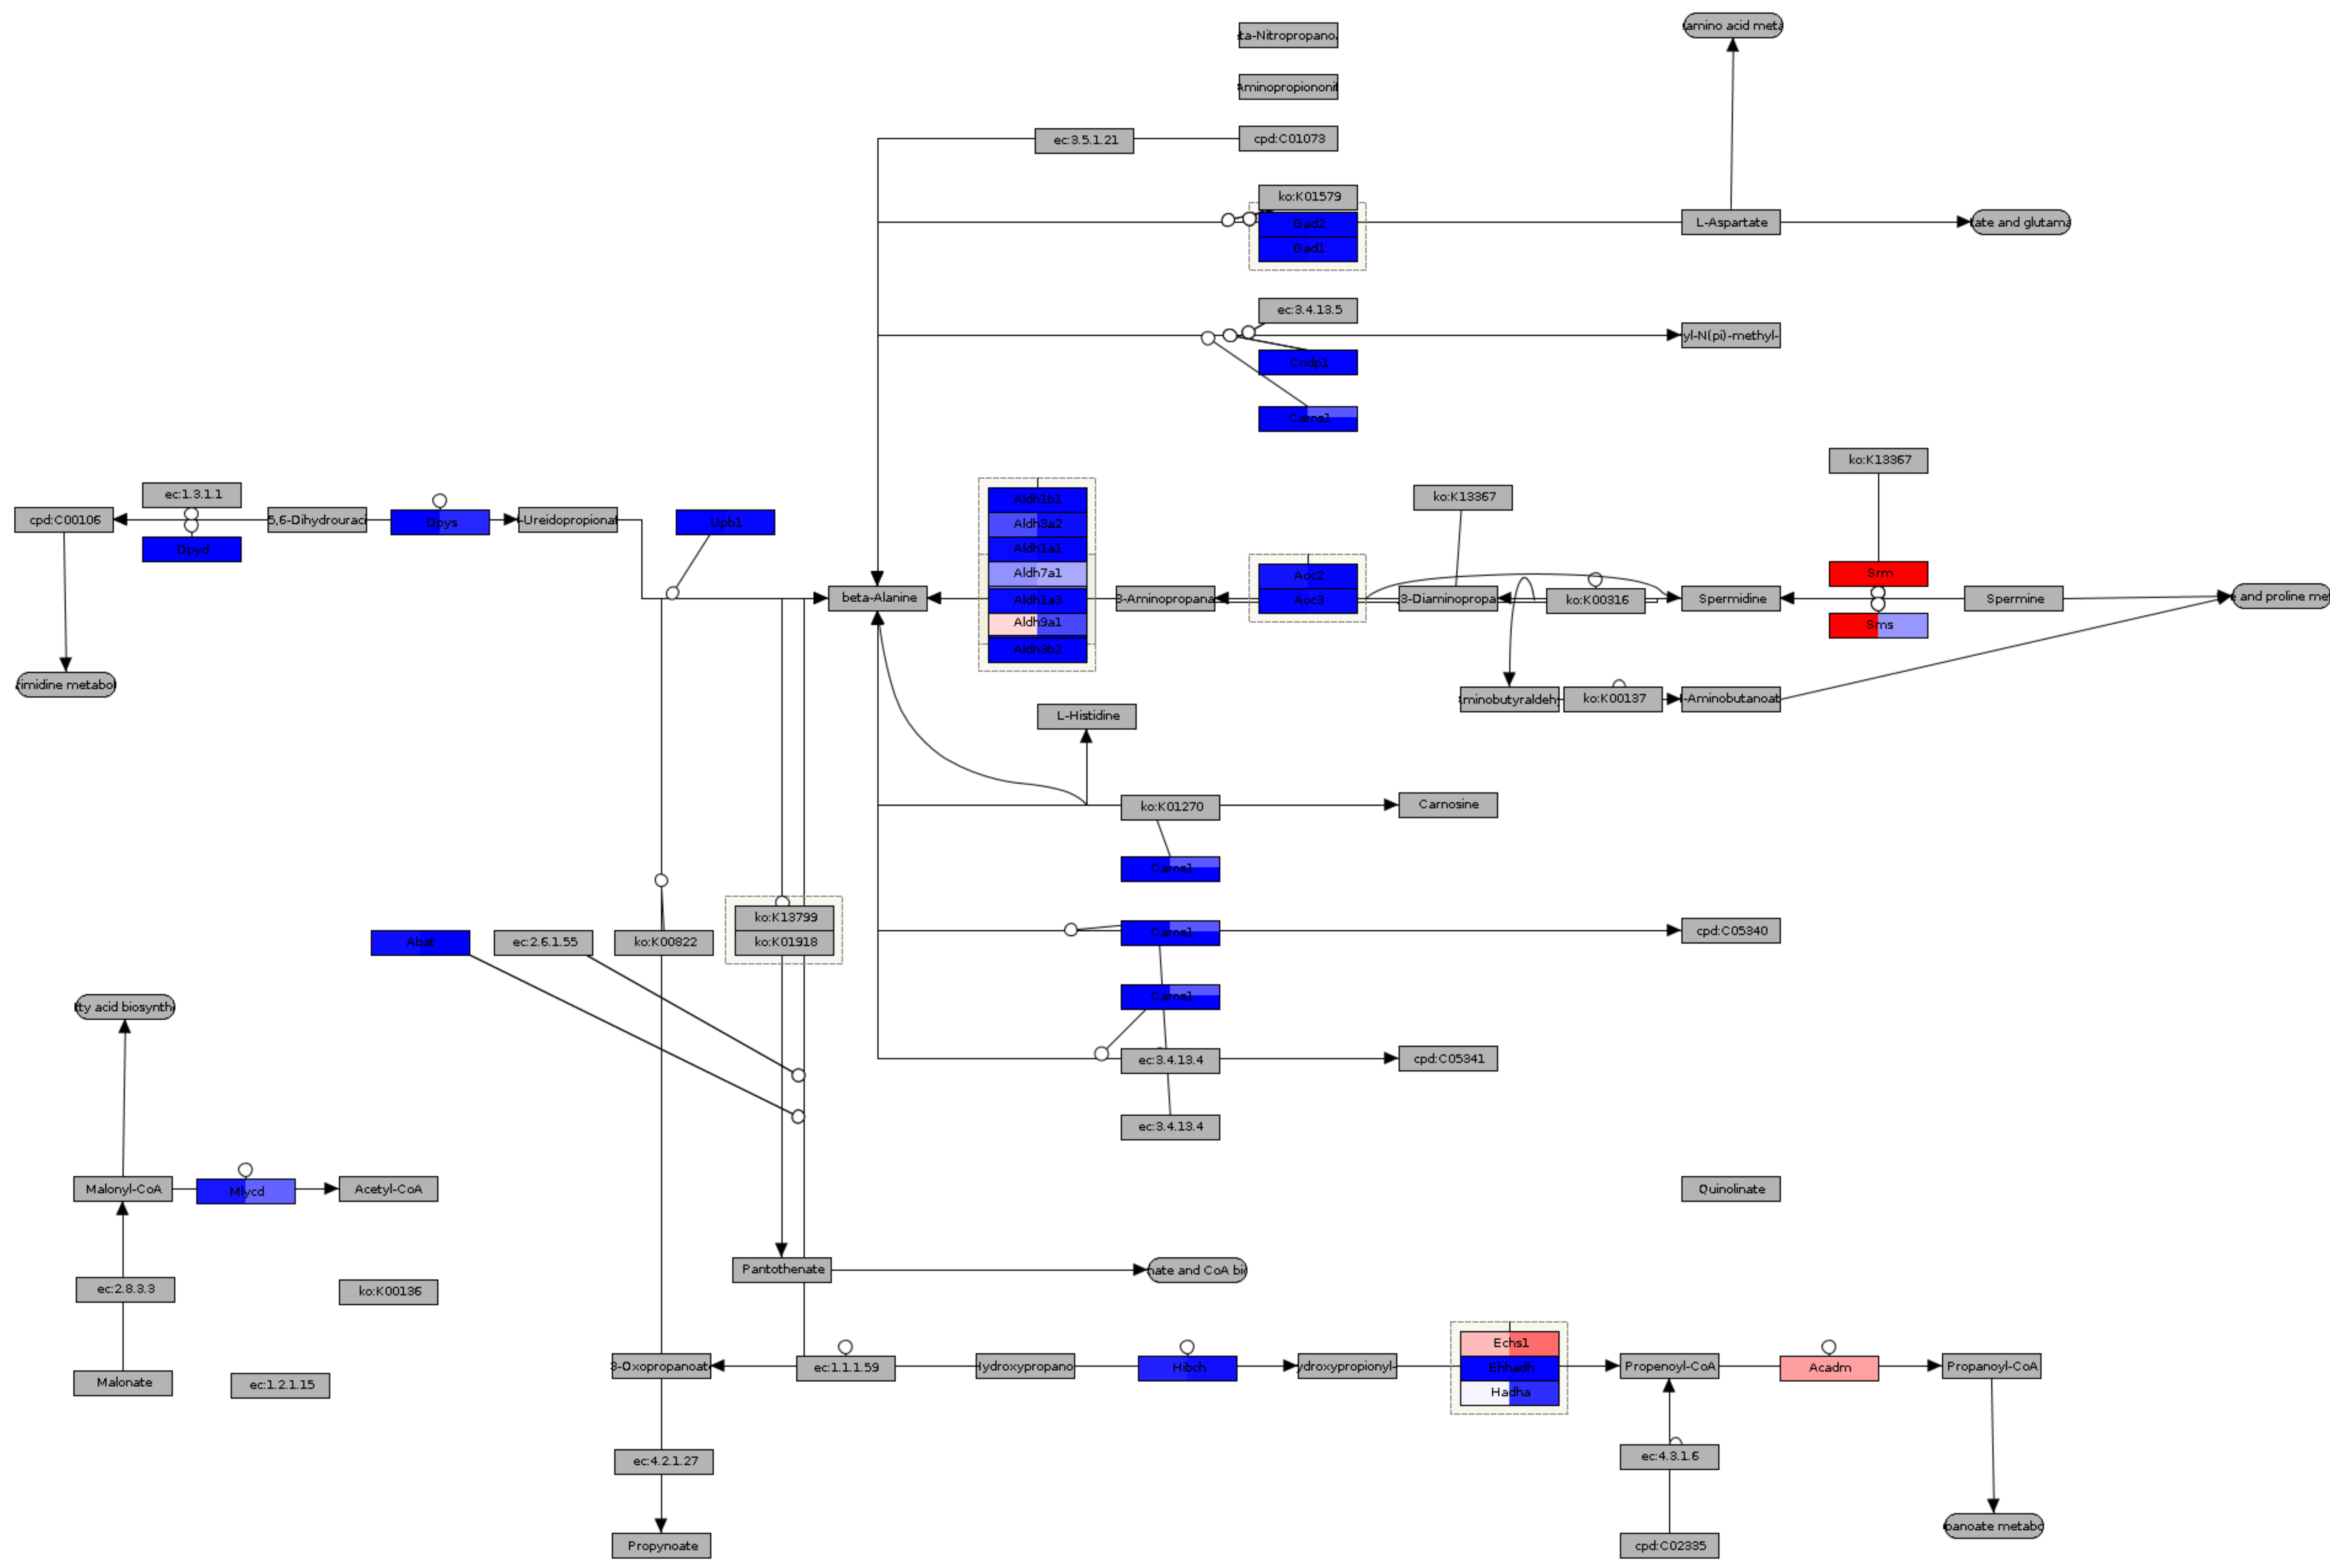 amino acid meta
ta-Nitropropano
Aminopropiononi
ec:3.5.1.21
cpd:C01073
ko:K01579
Gad2
L-Aspartate
ate and glutama
Gad1
ec:3.4.13.5
yl-N(pi)-methyl-
Cndp1
Carns1
ko:K13367
ec:1.3.1.1
Aldh1b1
ko:K13367
cpd:C00106
5,6-Dihydrouraci
Dpys
-Ureidopropionat
Upb1
Aldh3a2
Dpyd
Aldh1a1
Aldh7a1
Aoc2
Srm
beta-Alanine
Aldh1a3
3-Aminopropana
Aoc3
3-Diaminopropa
ko:K00316
Spermidine
Spermine
e and proline met
Aldh9a1
Sms
Aldh3b2
rimidine metabol
minobutyraldehy
ko:K00137
-Aminobutanoat
L-Histidine
ko:K01270
Carnosine
Carns1
ko:K13799
Abat
ec:2.6.1.55
ko:K00822
ko:K01918
Carns1
cpd:C05340
tty acid biosynthe
Carns1
ec:3.4.13.4
cpd:C05341
ec:3.4.13.4
Malonyl-CoA
Mlycd
Acetyl-CoA
Quinolinate
Pantothenate
nate and CoA bi
ec:2.8.3.3
ko:K00136
Echs1
3-Oxopropanoate
ec:1.1.1.59
Hydroxypropano
Hibch
ydroxypropionyl-
Ehhadh
Propenoyl-CoA
Acadm
Propanoyl-CoA
Malonate
ec:1.2.1.15
Hadha
ec:4.2.1.27
ec:4.3.1.6
panoate metabo
Propynoate
cpd:C02335